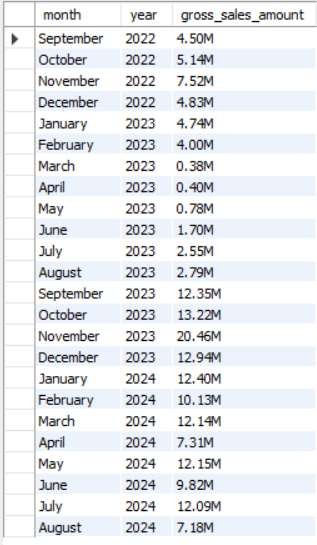 month year gross_sales_amount
September 2022 4.50M
October 2022 5.14M
November 2022 7.52M
December 2022 4.83M
January 2023 4.74M
February 2023 4.00M
March 2023 0.38M
April 2023 0.40M
May 2023 0.78M
June 2023 1.70M
July 2023 2.55M
August 2023 2.79M
September 2023 12.35M
October 2023 13.22M
November 2023 20.46M
December 2023 12.94M
January 2024 12.40M
February 2024 10.13M
March 2024 12.14M
April 2024 7.31M
May 2024 12.15M
June 2024 9.82M
July 2024 12.09M
August 2024 7.18M